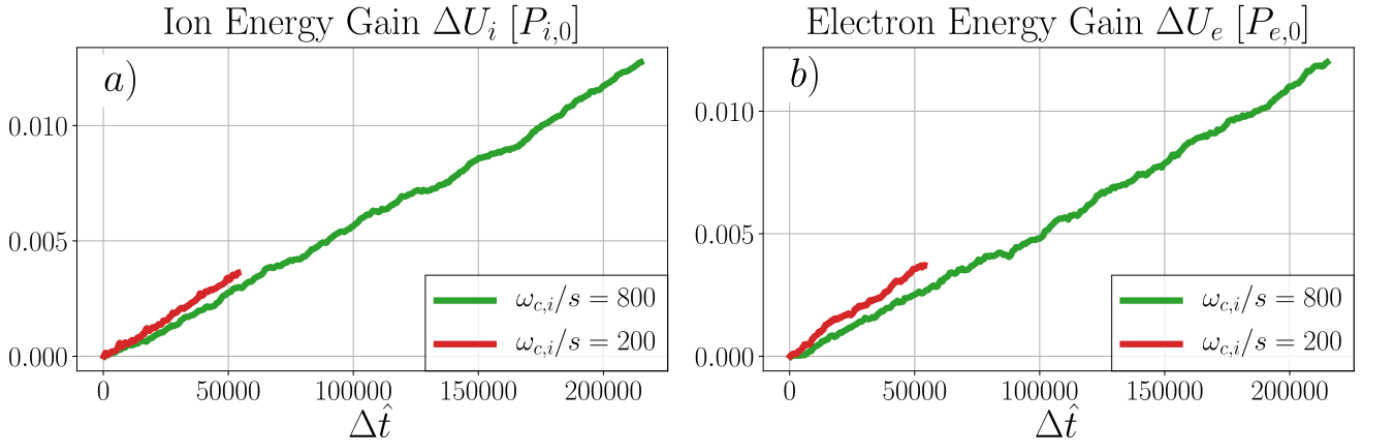 Ion Energy Gain ΔU_i [P_{i,0}]
a)
0.010
0.005
0.000
ω_{c,i}/s = 800
ω_{c,i}/s = 200
0 50000 100000 150000 200000
Δt̂
Electron Energy Gain ΔU_e [P_{e,0}]
b)
0.010
0.005
0.000
ω_{c,i}/s = 800
ω_{c,i}/s = 200
0 50000 100000 150000 200000
Δt̂